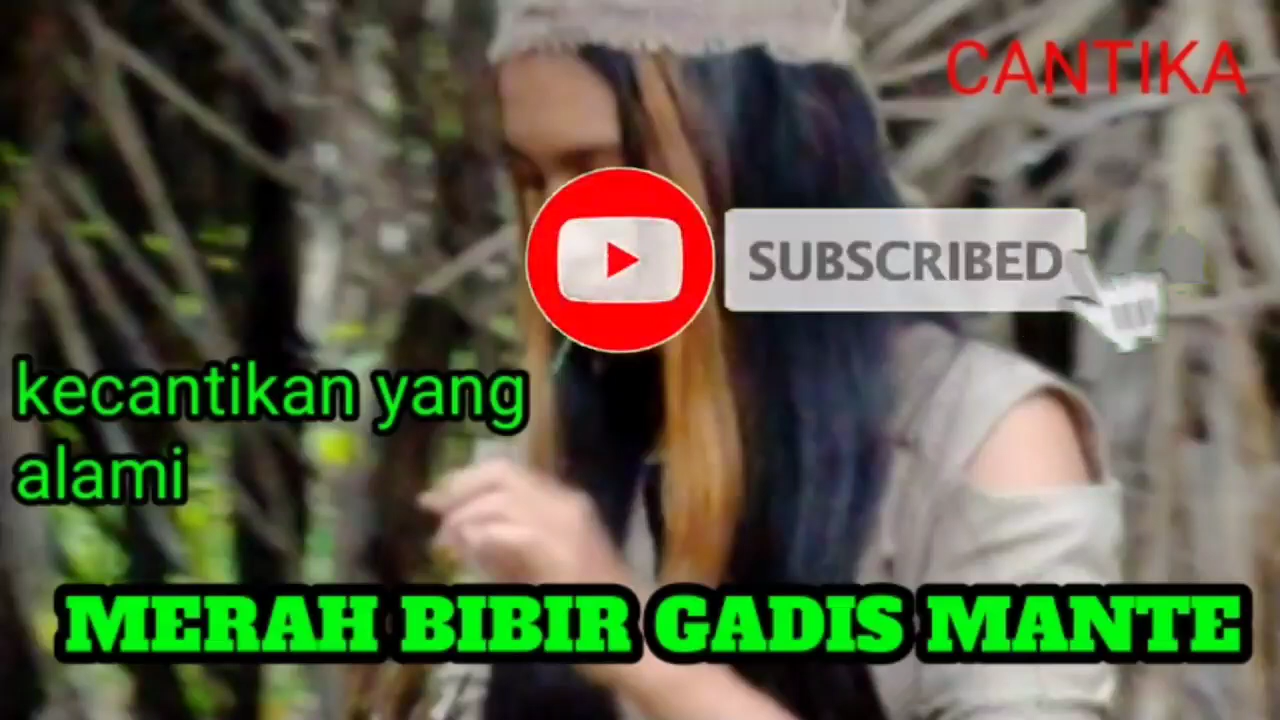 CANTIKA
SUBSCRIBED
kecantikan yang
alami
MERAH BIBIR GADIS MANTE